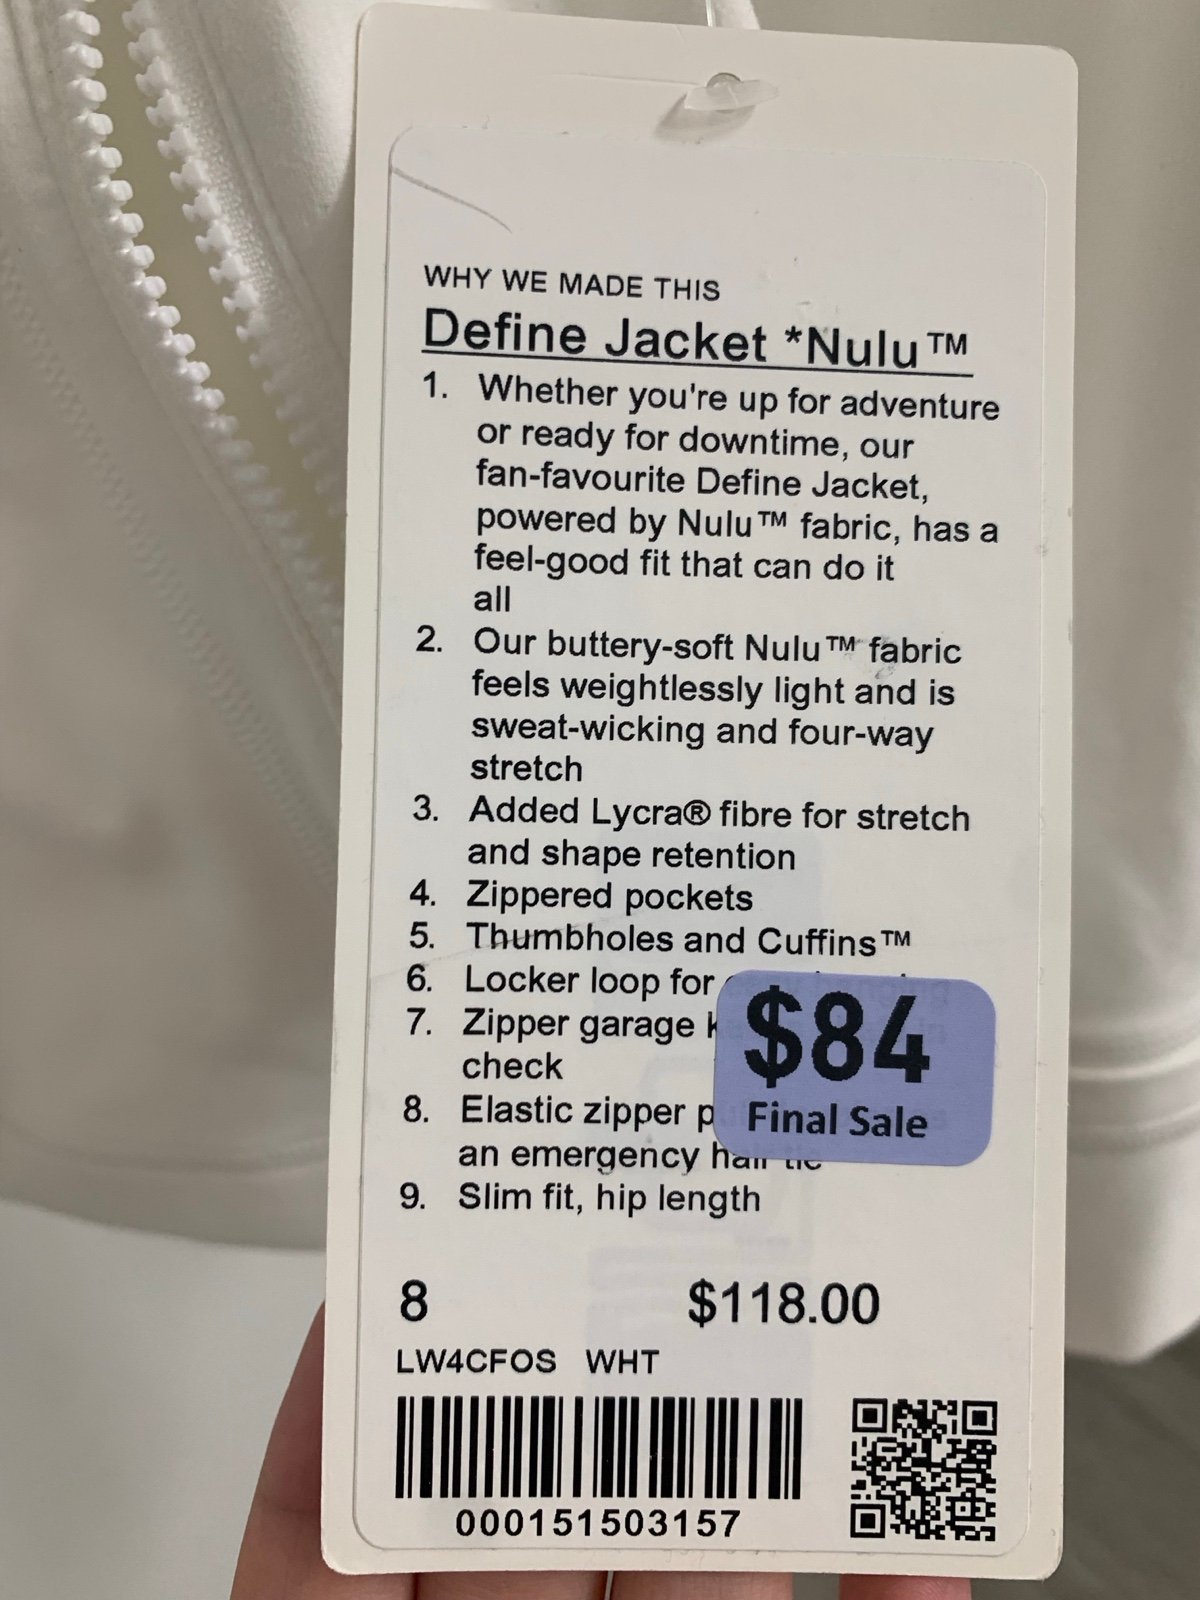 WHY WE MADE THIS
Define Jacket *Nulu™
1. Whether you're up for adventure
or ready for downtime, our
fan-favourite Define Jacket,
powered by Nulu™ fabric, has a
feel-good fit that can do it
all
2. Our buttery-soft Nulu™ fabric
feels weightlessly light and is
sweat-wicking and four-way
stretch
3. Added Lycra® fibre for stretch
and shape retention
4. Zippered pockets
5. Thumbholes and Cuffins™
6. Locker loop for
7. Zipper garage
check
8. Elastic zipper
an emergency hair tie
9. Slim fit, hip length
$84
Final Sale
8 $118.00
LW4CFOS WHT
000151503157